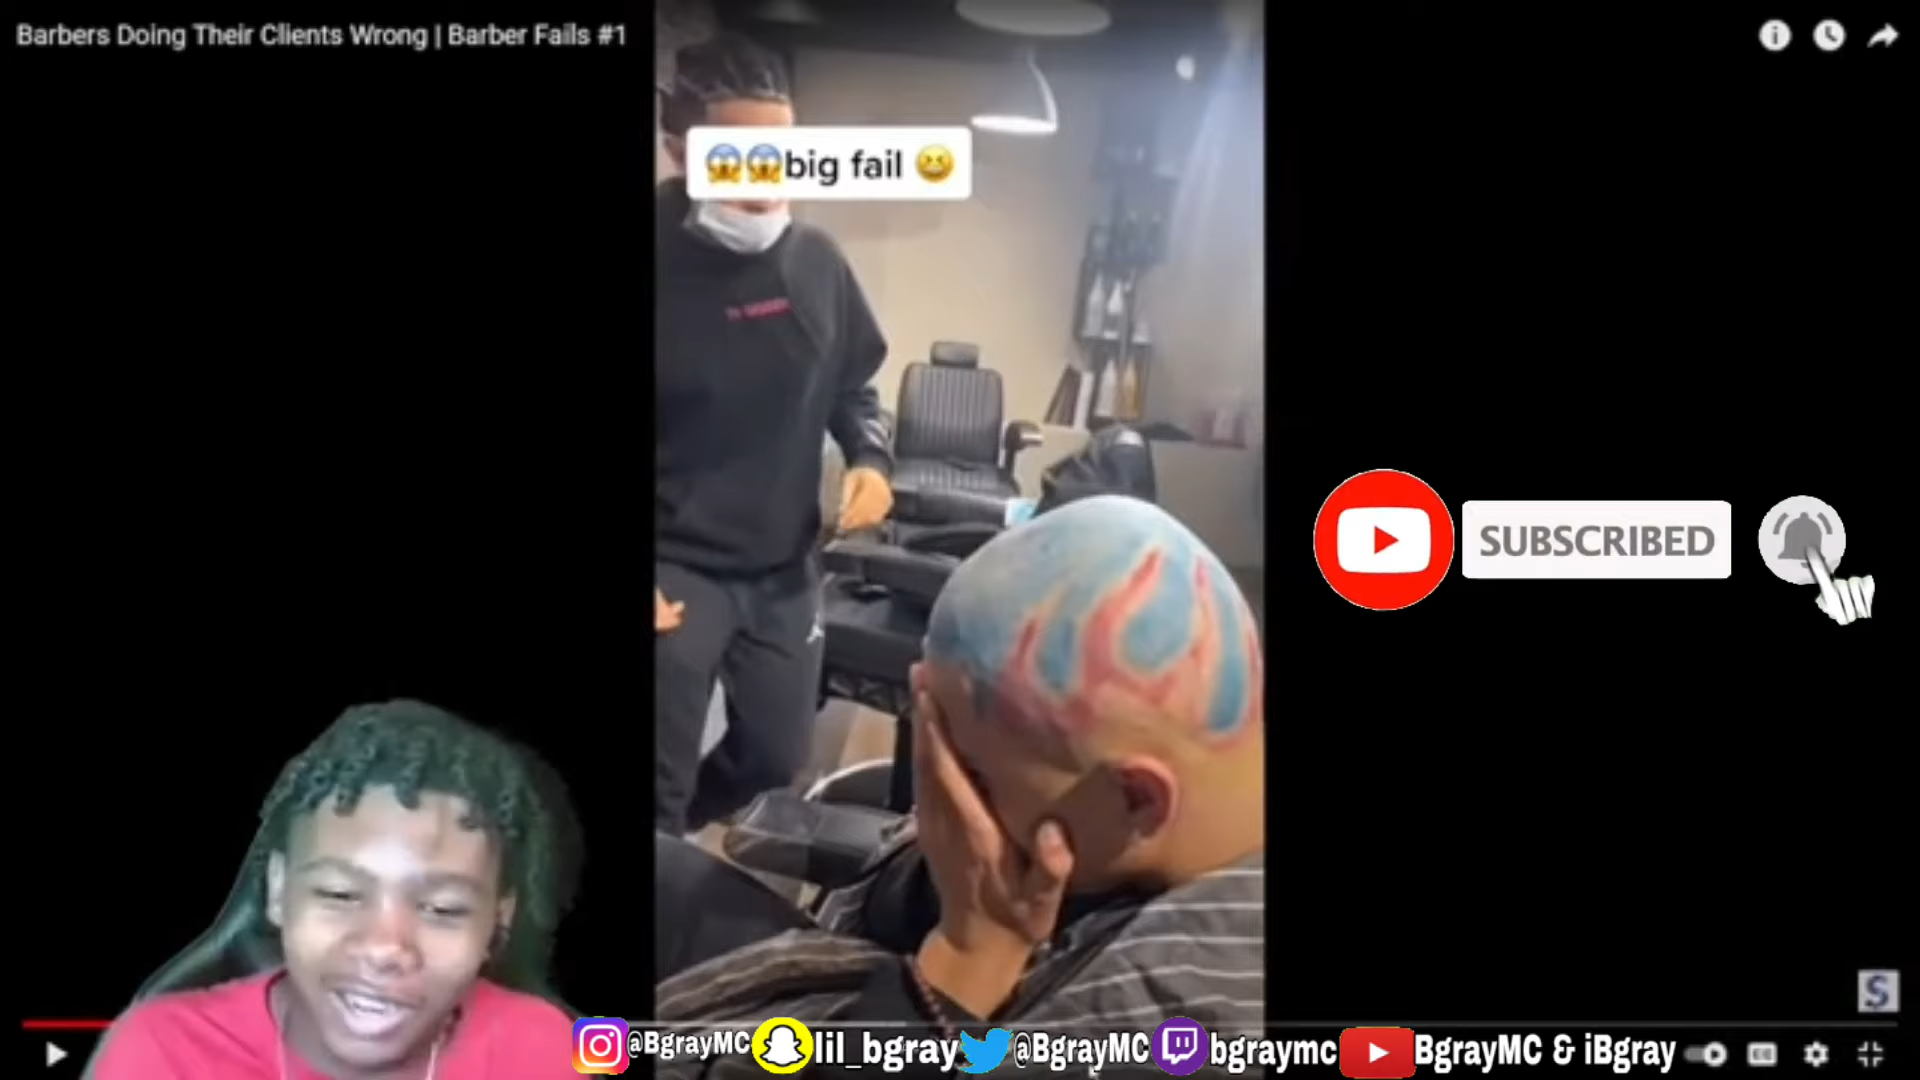 Barbers Doing Their Clients Wrong | Barber Fails #1
😱😱big fail 😆
SUBSCRIBED
S
@BgrayMC lil_bgray @BgrayMC bgraymc BgrayMC & iBgray